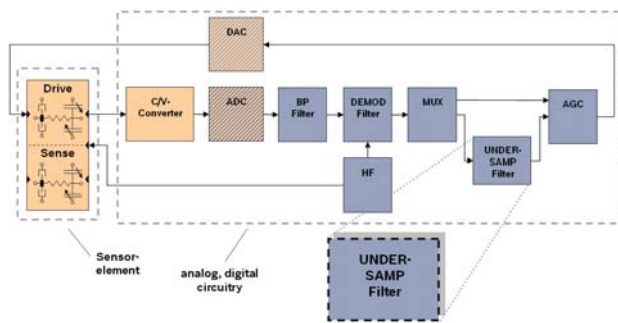 DAC
Drive
Sense
C/V-
Converter
ADC
BP
Filter
DEMOD
Filter
MUX
AGC
UNDER-
SAMP
Filter
HF
Sensor-
element
analog, digital
circuitry
UNDER-
SAMP
Filter